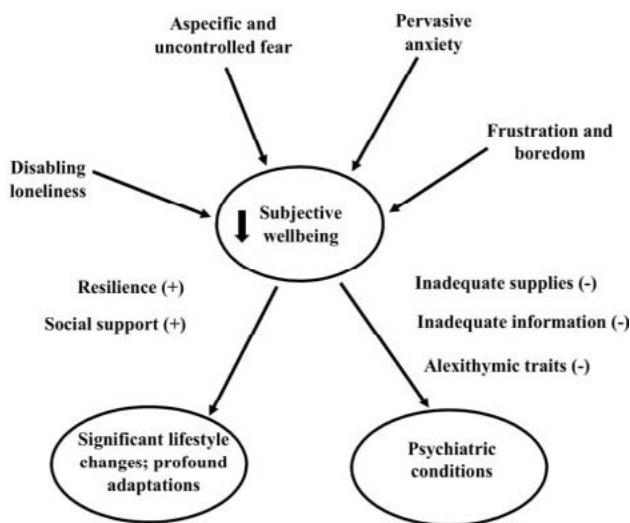 Aspecific and
uncontrolled fear
Pervasive
anxiety
Frustration and
boredom
Disabling
loneliness
Subjective
wellbeing
Resilience (+)
Social support (+)
Inadequate supplies (-)
Inadequate information (-)
Alexithymic traits (-)
Significant lifestyle
changes; profound
adaptations
Psychiatric
conditions